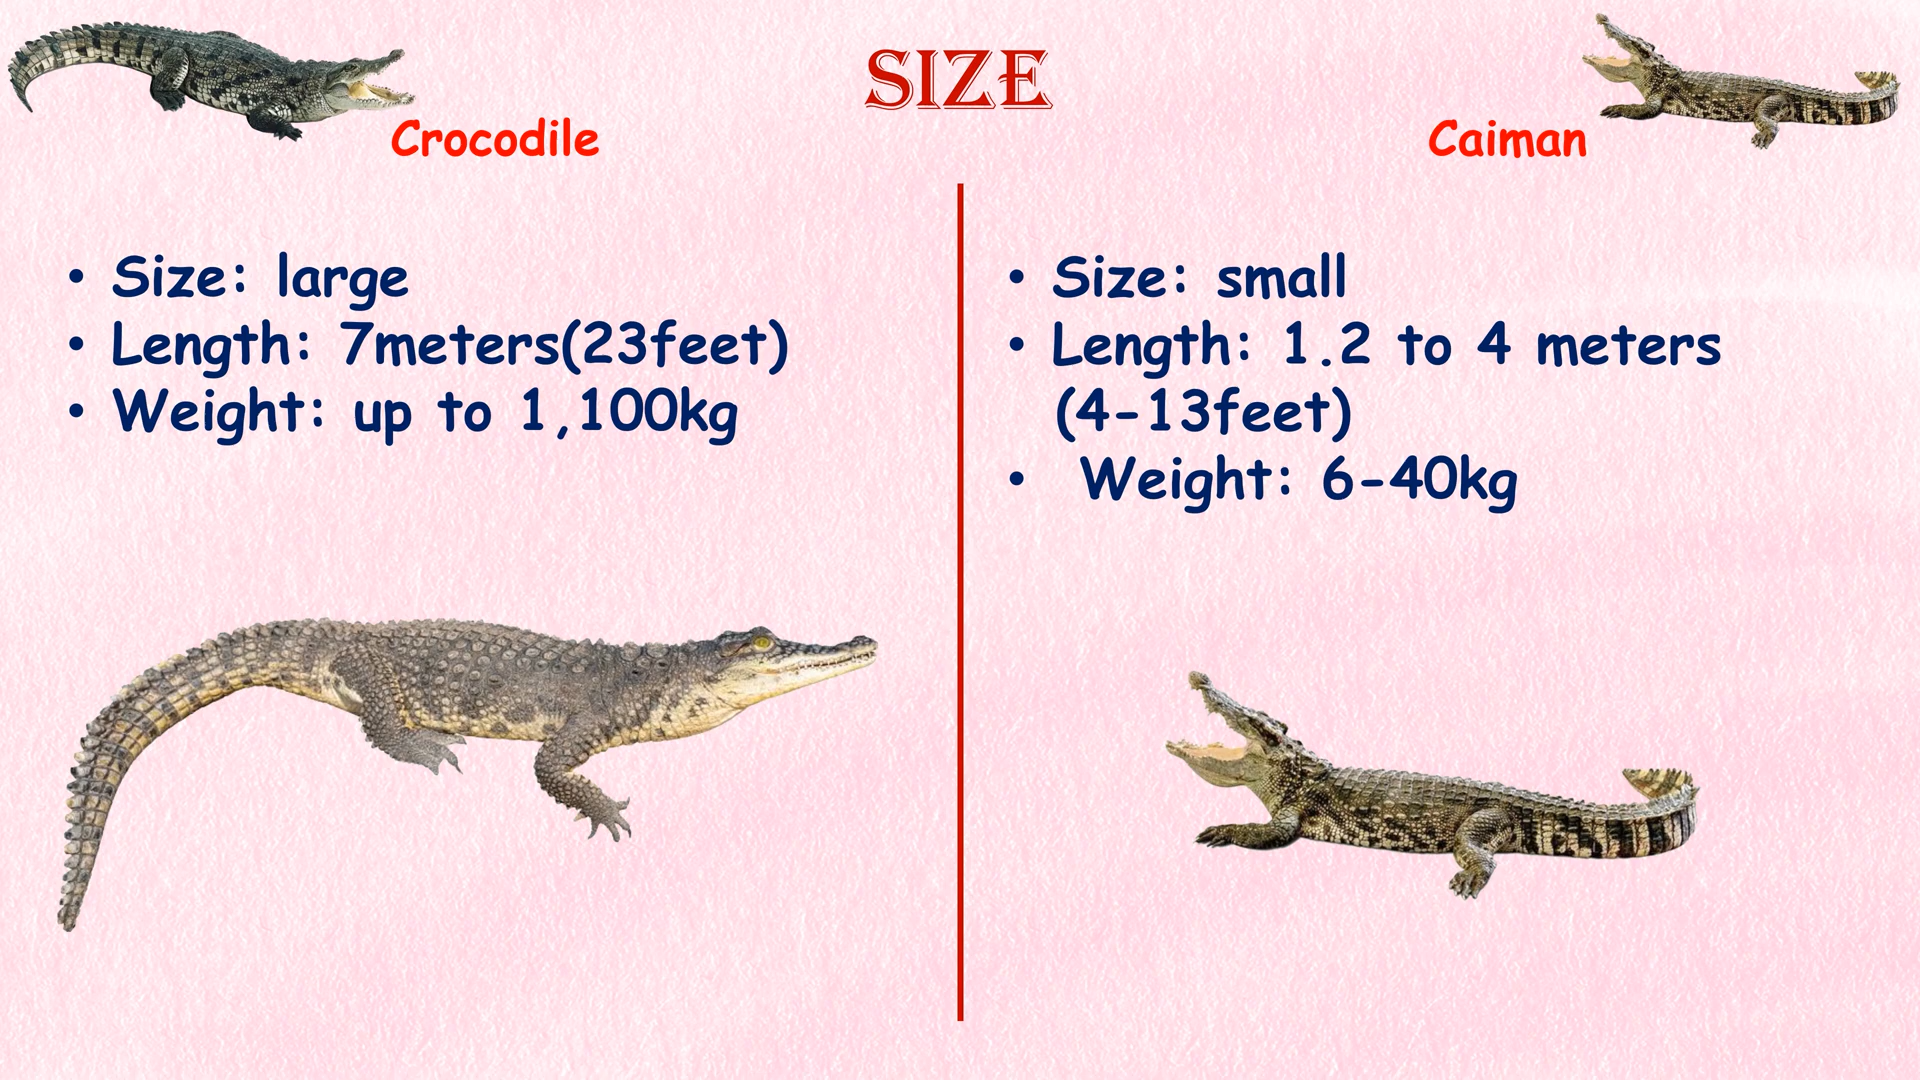 SIZE
Crocodile
Caiman
• Size: large
• Length: 7meters(23feet)
• Weight: up to 1,100kg
• Size: small
• Length: 1.2 to 4 meters
(4-13feet)
• Weight: 6-40kg